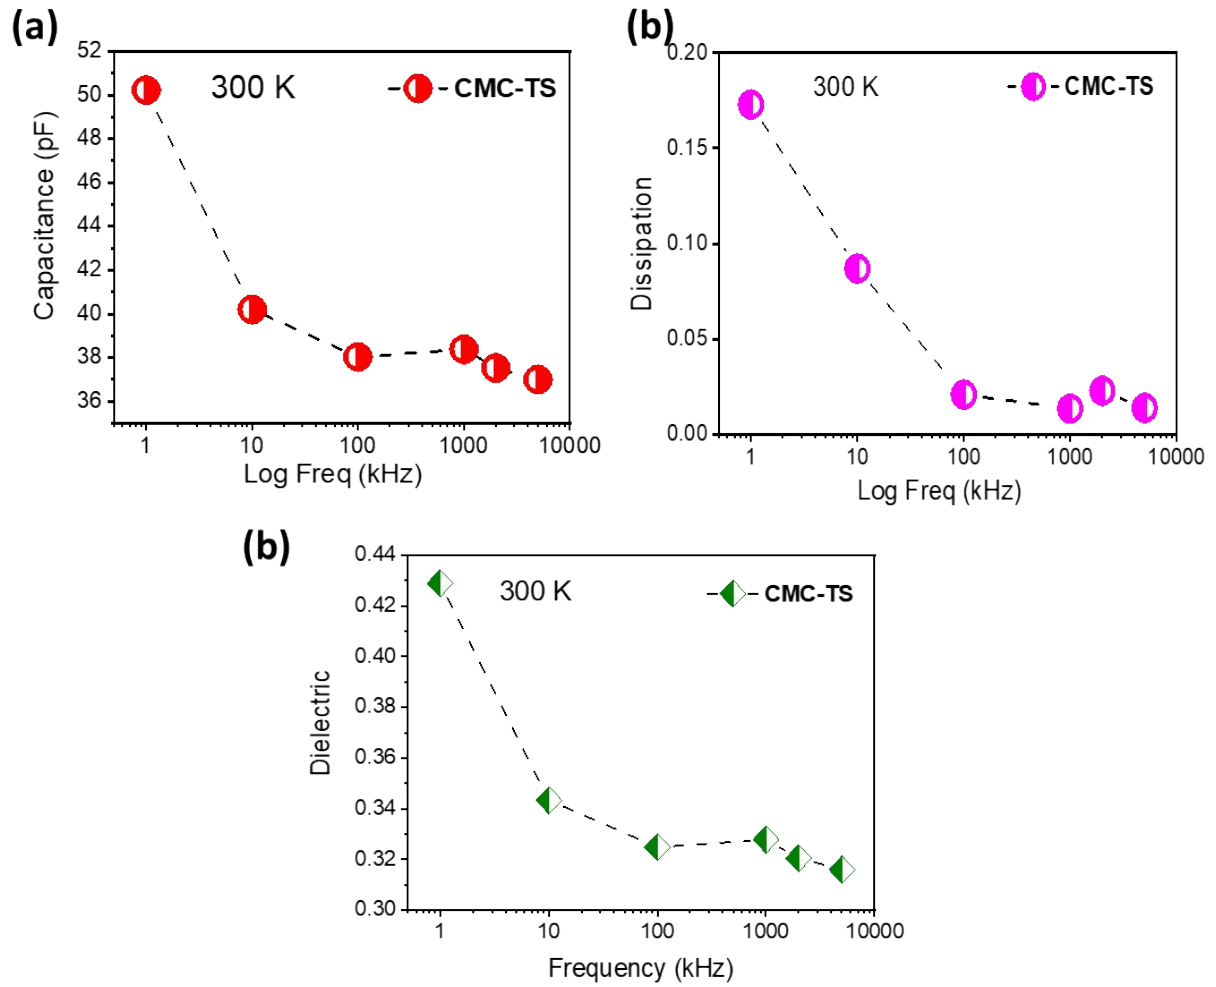 (a)
52
50
48
46
44
42
40
38
36
Capacitance (pF)
300 K
CMC-TS
1 10 100 1000 10000
Log Freq (kHz)
(b)
0.20
0.15
0.10
0.05
0.00
Dissipation
300 K
CMC-TS
1 10 100 1000 10000
Log Freq (kHz)
(b)
0.44
0.42
0.40
0.38
0.36
0.34
0.32
0.30
Dielectric
300 K
CMC-TS
1 10 100 1000 10000
Frequency (kHz)